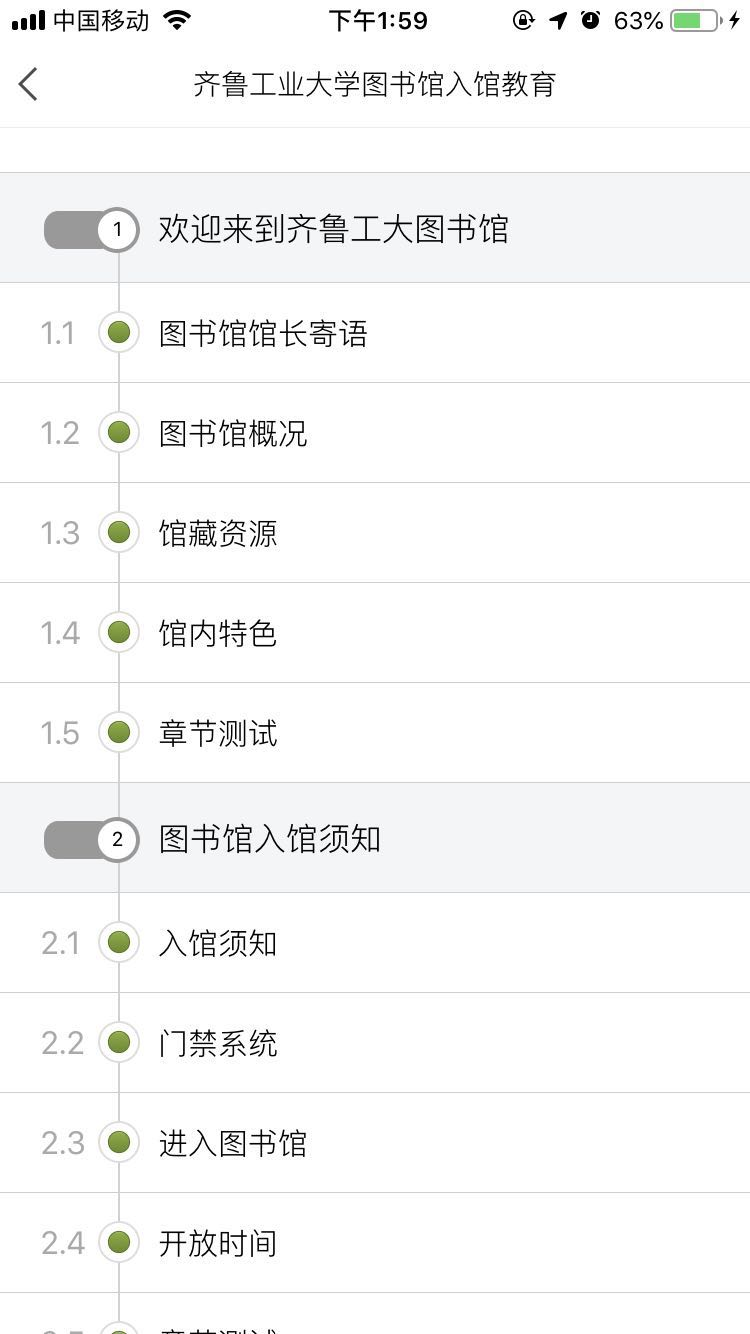 中国移动 下午1:59 63%
齐鲁工业大学图书馆入馆教育
1 欢迎来到齐鲁工大图书馆
1.1 图书馆馆长寄语
1.2 图书馆概况
1.3 馆藏资源
1.4 馆内特色
1.5 章节测试
2 图书馆入馆须知
2.1 入馆须知
2.2 门禁系统
2.3 进入图书馆
2.4 开放时间